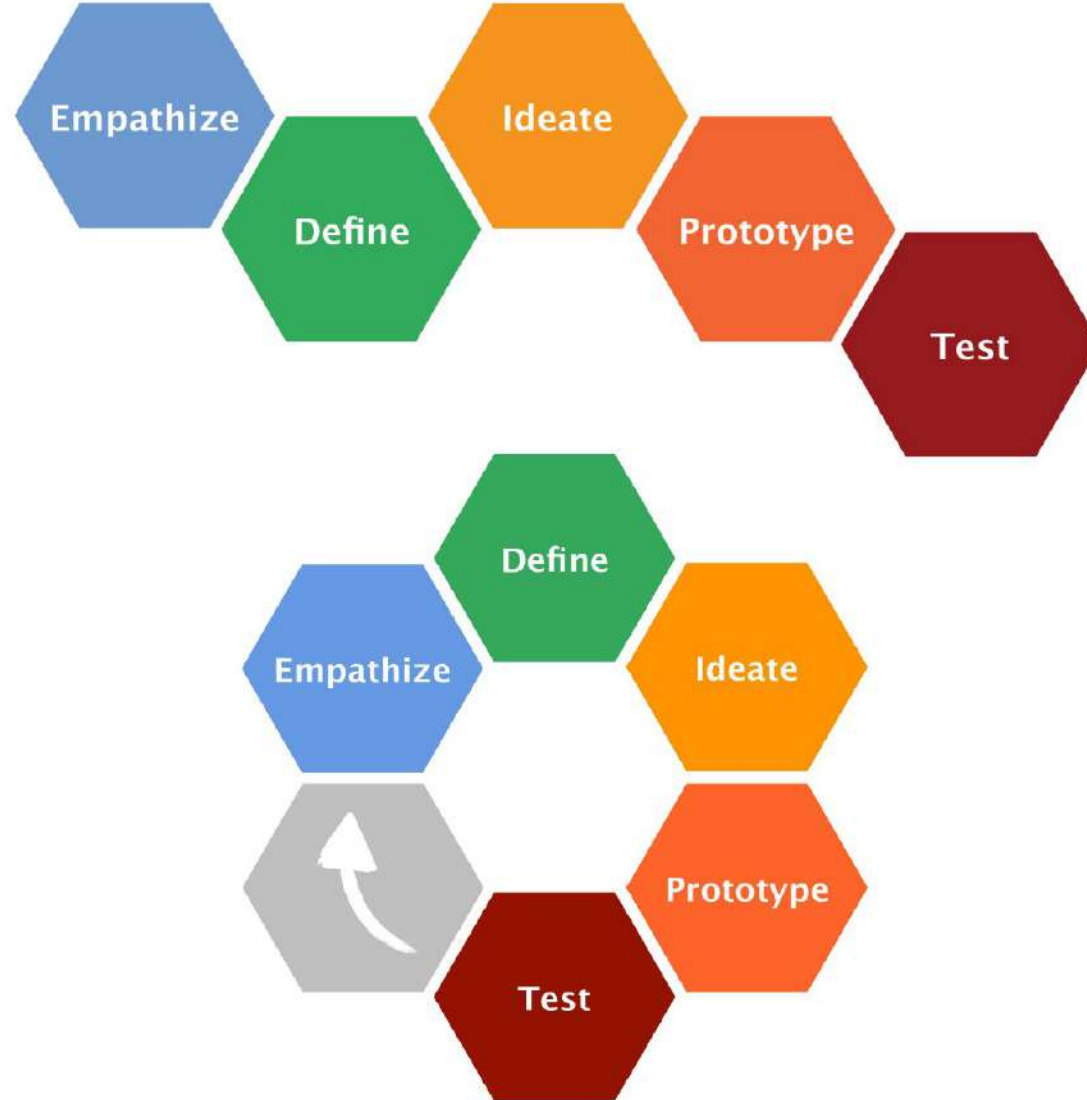 Empathize
Define
Ideate
Prototype
Test
Define
Empathize
Ideate
Prototype
Test